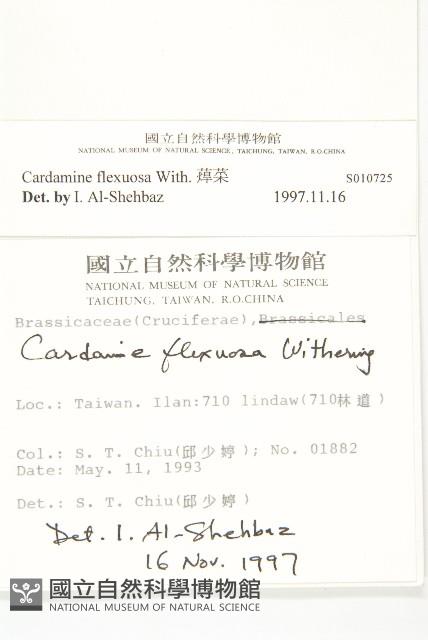 國立自然科學博物館
NATIONAL MUSEUM OF NATURAL SCIENCE, TAICHUNG, TAIWAN, R.O.CHINA
Cardamine flexuosa With. 蔊菜 S010725
Det. by I. Al-Shehbaz 1997.11.16
國立自然科學博物館
NATIONAL MUSEUM OF NATURAL SCIENCE
TAICHUNG, TAIWAN, R.O.CHINA
Brassicaceae(Cruciferae),Brassicales
Cardamine flexuosa Withering
Loc.: Taiwan. Ilan:710 lindaw(710林道)
Col.: S. T. Chiu(邱少婷); No. 01882
Date: May. 11, 1993
Det.: S. T. Chiu(邱少婷)
Det. I. Al-Shehbaz
16 Nov. 1997
國立自然科學博物館
NATIONAL MUSEUM OF NATURAL SCIENCE